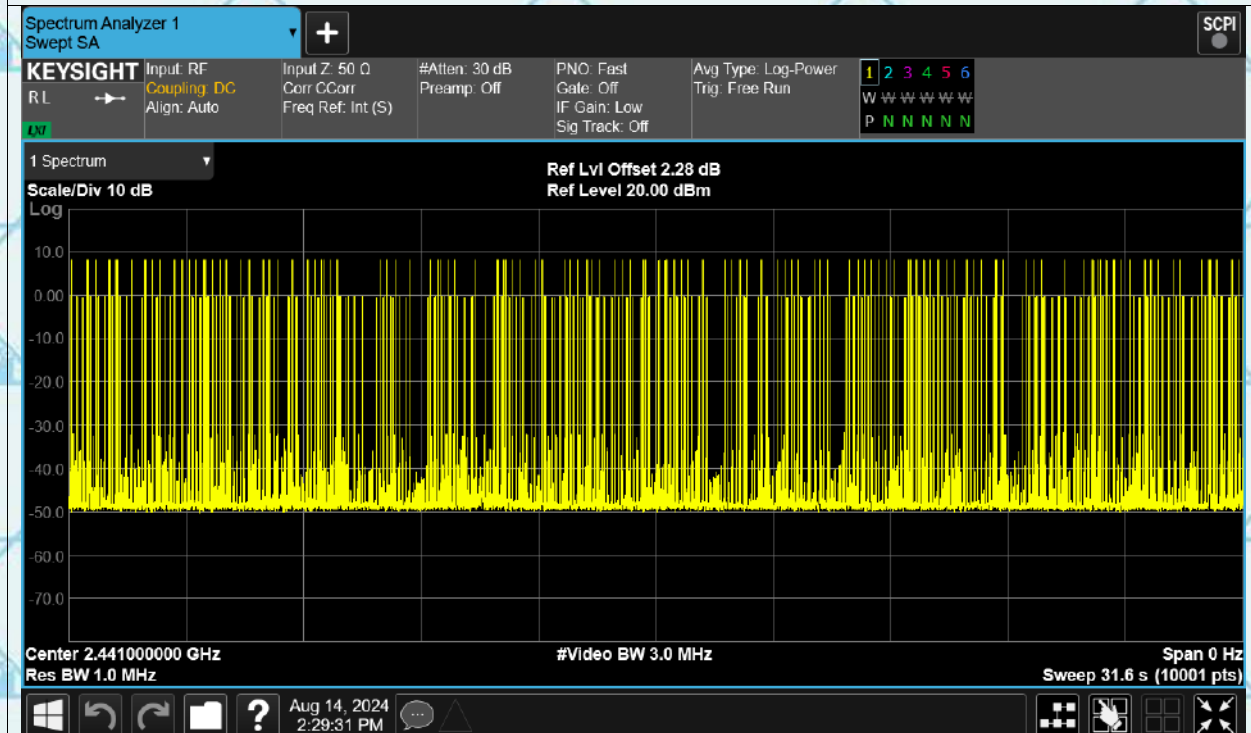 Spectrum Analyzer 1
Swept SA
+
SCPI
KEYSIGHT
RL
LXI
Input: RF
Coupling: DC
Align: Auto
Input Z: 50 Ω
Corr CCorr
Freq Ref: Int (S)
#Atten: 30 dB
Preamp: Off
PNO: Fast
Gate: Off
IF Gain: Low
Sig Track: Off
Avg Type: Log-Power
Trig: Free Run
1 2 3 4 5 6
W W W W W W
P N N N N N
1 Spectrum
Scale/Div 10 dB
Ref Lvl Offset 2.28 dB
Ref Level 20.00 dBm
Log
10.0
0.00
-10.0
-20.0
-30.0
-40.0
-50.0
-60.0
-70.0
Center 2.441000000 GHz
#Video BW 3.0 MHz
Span 0 Hz
Res BW 1.0 MHz
Sweep 31.6 s (10001 pts)
?
Aug 14, 2024
2:29:31 PM